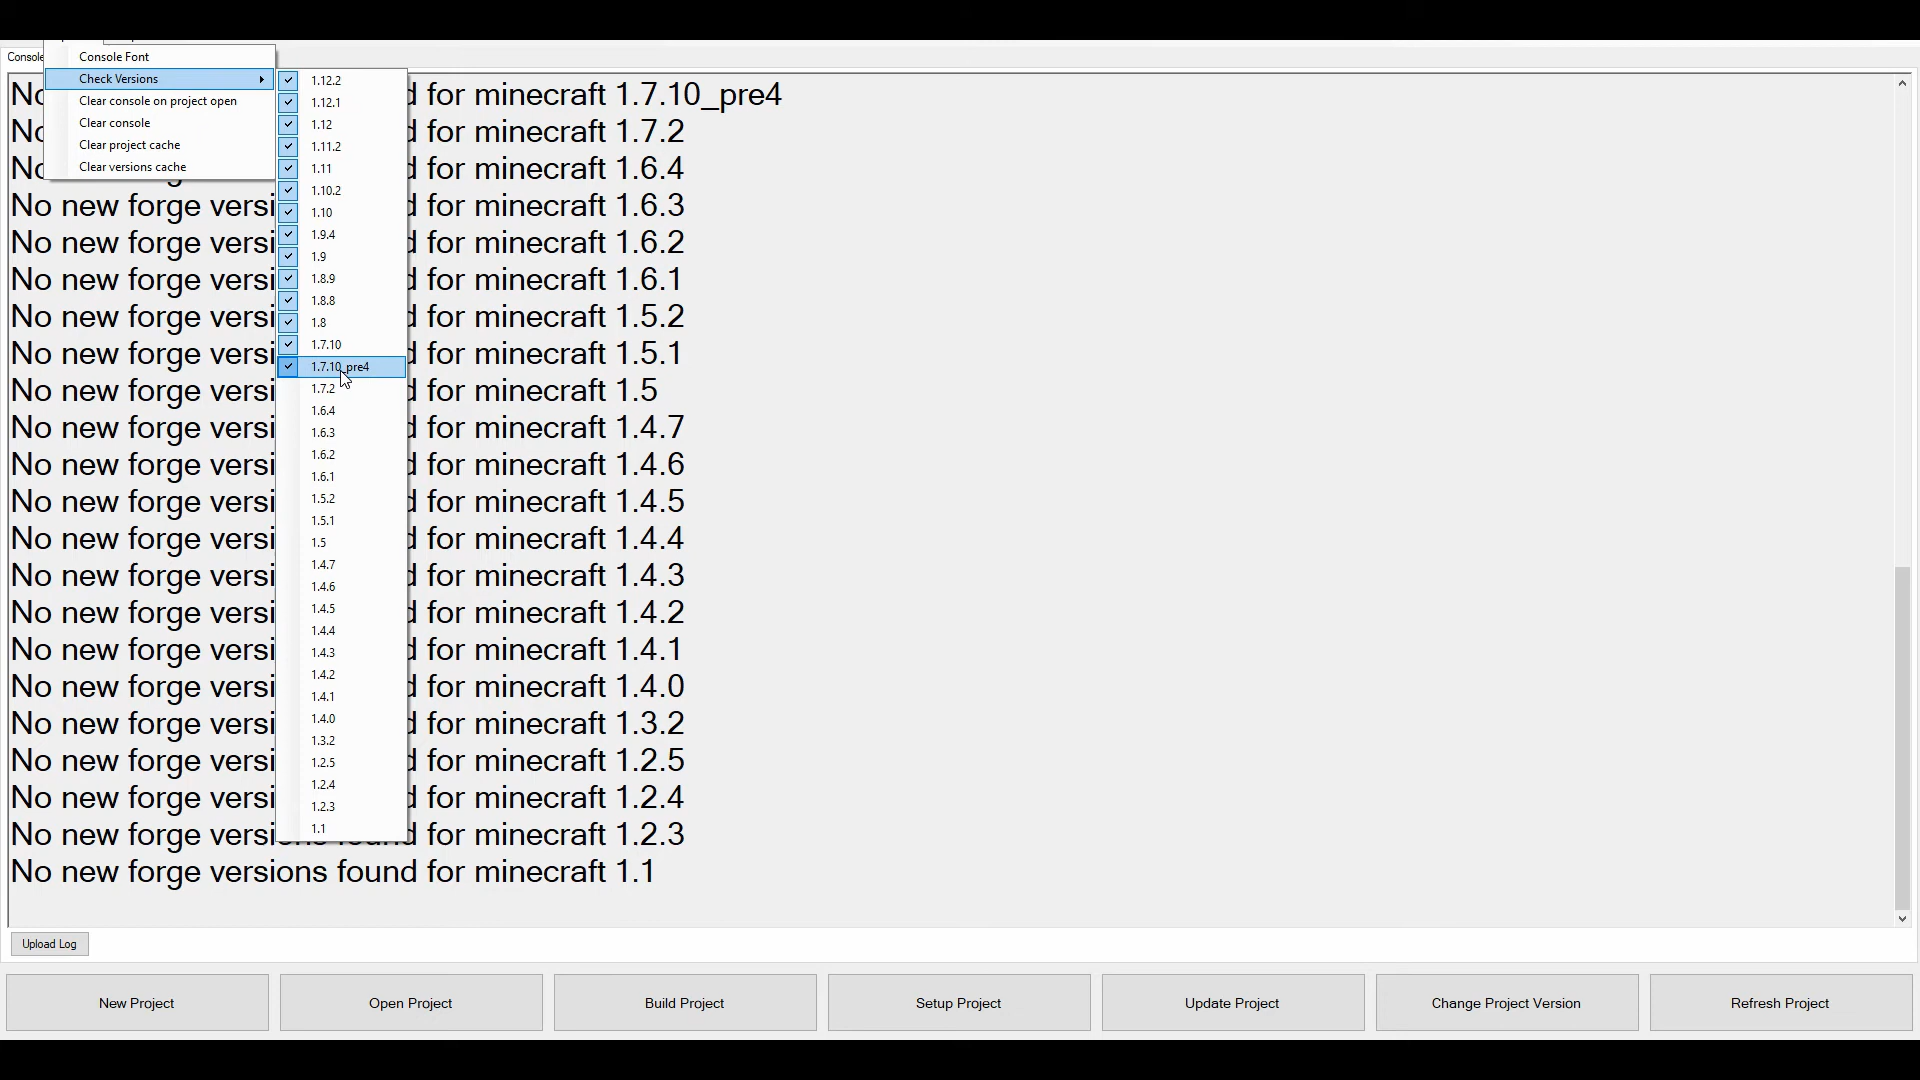 Console
Console Font
Check Versions
Clear console on project open
Clear console
Clear project cache
Clear versions cache
1.12.2
1.12.1
1.12
1.11.2
1.11
1.10.2
1.10
1.9.4
1.9
1.8.9
1.8.8
1.8
1.7.10
1.7.10_pre4
1.7.2
1.6.4
1.6.3
1.6.2
1.6.1
1.5.2
1.5.1
1.5
1.4.7
1.4.6
1.4.5
1.4.4
1.4.3
1.4.2
1.4.1
1.4.0
1.3.2
1.2.5
1.2.4
1.2.3
1.1
No for minecraft 1.7.10_pre4
No for minecraft 1.7.2
No for minecraft 1.6.4
No new forge versi for minecraft 1.6.3
No new forge versi for minecraft 1.6.2
No new forge versi for minecraft 1.6.1
No new forge versi for minecraft 1.5.2
No new forge versi for minecraft 1.5.1
No new forge versi for minecraft 1.5
No new forge versi for minecraft 1.4.7
No new forge versi for minecraft 1.4.6
No new forge versi for minecraft 1.4.5
No new forge versi for minecraft 1.4.4
No new forge versi for minecraft 1.4.3
No new forge versi for minecraft 1.4.2
No new forge versi for minecraft 1.4.1
No new forge versi for minecraft 1.4.0
No new forge versi for minecraft 1.3.2
No new forge versi for minecraft 1.2.5
No new forge versi for minecraft 1.2.4
No new forge versions found for minecraft 1.2.3
No new forge versions found for minecraft 1.1
Upload Log
New Project
Open Project
Build Project
Setup Project
Update Project
Change Project Version
Refresh Project